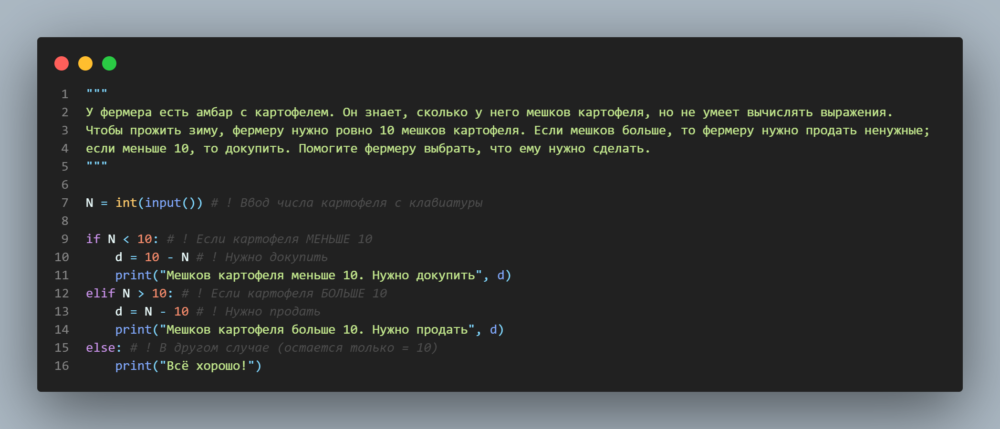 1 """
2 У фермера есть амбар с картофелем. Он знает, сколько у него мешков картофеля, но не умеет вычислять выражения.
3 Чтобы прожить зиму, фермеру нужно ровно 10 мешков картофеля. Если мешков больше, то фермеру нужно продать ненужные;
4 если меньше 10, то докупить. Помогите фермеру выбрать, что ему нужно сделать.
5 """
6
7 N = int(input()) # ! Ввод числа картофеля с клавиатуры
8
9 if N < 10: # ! Если картофеля МЕНЬШЕ 10
10     d = 10 - N # ! Нужно докупить
11     print("Мешков картофеля меньше 10. Нужно докупить", d)
12 elif N > 10: # ! Если картофеля БОЛЬШЕ 10
13     d = N - 10 # ! Нужно продать
14     print("Мешков картофеля больше 10. Нужно продать", d)
15 else: # ! В другом случае (остается только = 10)
16     print("Всё хорошо!")